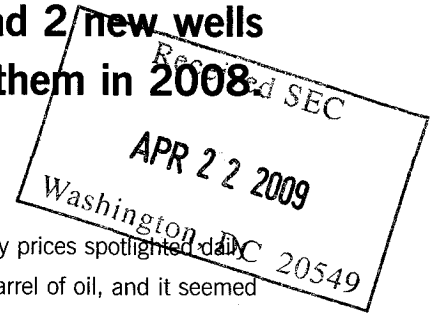 nd 2 new wells
them in 2008.
Received SEC
APR 22 2009
Washington, DC 20549
y prices spotlighted daily
arrel of oil, and it seemed